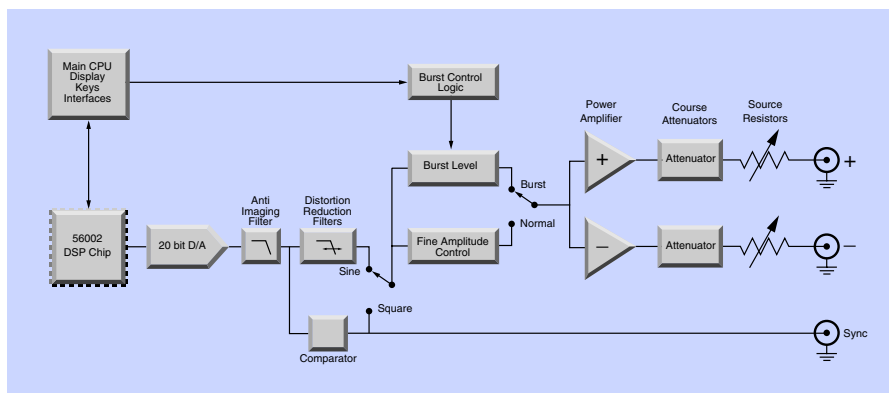 Main CPU
Display
Keys
Interfaces
Burst Control
Logic
Power
Amplifier
Course
Attenuators
Source
Resistors
Burst Level
Burst
+
Attenuator
+
Anti
Imaging
Filter
Distortion
Reduction
Filters
Normal
56002
DSP Chip
20 bit D/A
Fine Amplitude
Control
−
Attenuator
−
Sine
Square
Comparator
Sync